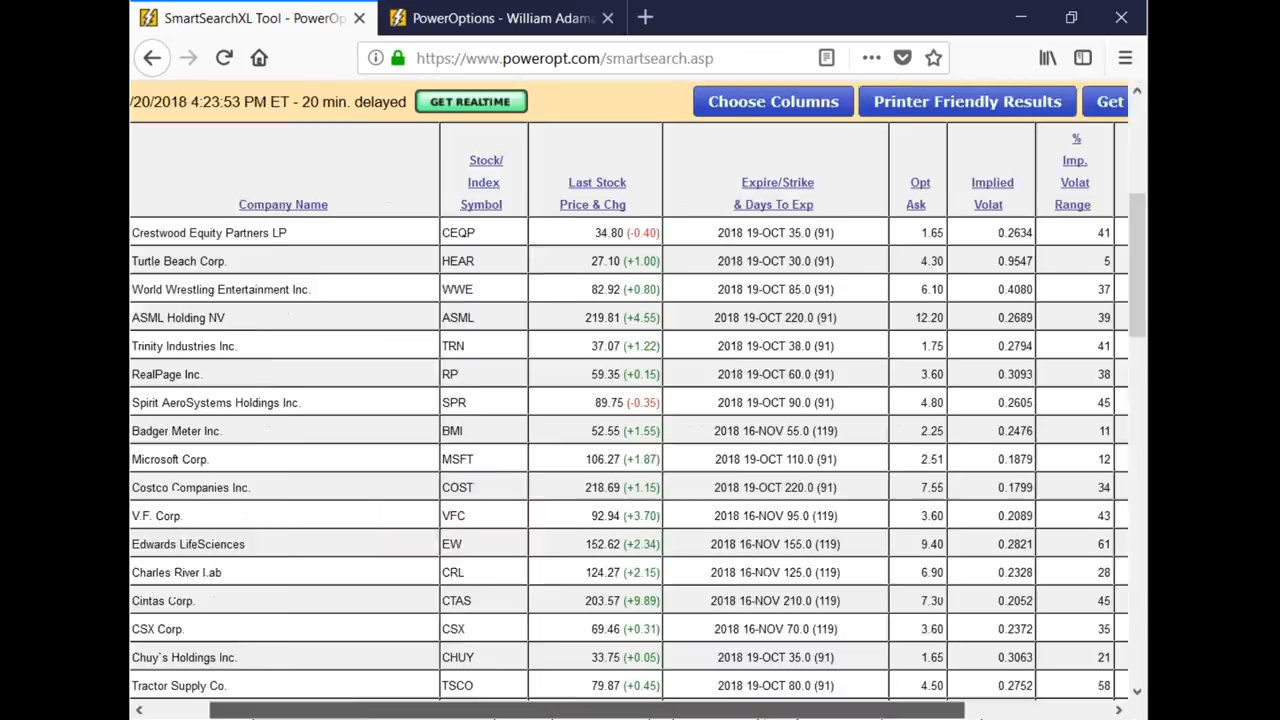 SmartSearchXL Tool - PowerOp
PowerOptions - William Adama
https://www.poweropt.com/smartsearch.asp
/20/2018 4:23:53 PM ET - 20 min. delayed GET REALTIME Choose Columns Printer Friendly Results Get
Company Name Stock/ Index Symbol Last Stock Price & Chg Expire/Strike & Days To Exp Opt Ask Implied Volat % Imp. Volat Range
Crestwood Equity Partners LP CEQP 34.80 (-0.40) 2018 19-OCT 35.0 (91) 1.65 0.2634 41
Turtle Beach Corp. HEAR 27.10 (+1.00) 2018 19-OCT 30.0 (91) 4.30 0.9547 5
World Wrestling Entertainment Inc. WWE 82.92 (+0.80) 2018 19-OCT 85.0 (91) 6.10 0.4080 37
ASML Holding NV ASML 219.81 (+4.55) 2018 19-OCT 220.0 (91) 12.20 0.2689 39
Trinity Industries Inc. TRN 37.07 (+1.22) 2018 19-OCT 38.0 (91) 1.75 0.2794 41
RealPage Inc. RP 59.35 (+0.15) 2018 19-OCT 60.0 (91) 3.60 0.3093 38
Spirit AeroSystems Holdings Inc. SPR 89.75 (-0.35) 2018 19-OCT 90.0 (91) 4.80 0.2605 45
Badger Meter Inc. BMI 52.55 (+1.55) 2018 16-NOV 55.0 (119) 2.25 0.2476 11
Microsoft Corp. MSFT 106.27 (+1.87) 2018 19-OCT 110.0 (91) 2.51 0.1879 12
Costco Companies Inc. COST 218.69 (+1.15) 2018 19-OCT 220.0 (91) 7.55 0.1799 34
V.F. Corp. VFC 92.94 (+3.70) 2018 16-NOV 95.0 (119) 3.60 0.2089 43
Edwards LifeSciences EW 152.62 (+2.34) 2018 16-NOV 155.0 (119) 9.40 0.2821 61
Charles River Lab CRL 124.27 (+2.15) 2018 16-NOV 125.0 (119) 6.90 0.2328 28
Cintas Corp. CTAS 203.57 (+9.89) 2018 16-NOV 210.0 (119) 7.30 0.2052 45
CSX Corp. CSX 69.46 (+0.31) 2018 16-NOV 70.0 (119) 3.60 0.2372 35
Chuy`s Holdings Inc. CHUY 33.75 (+0.05) 2018 19-OCT 35.0 (91) 1.65 0.3063 21
Tractor Supply Co. TSCO 79.87 (+0.45) 2018 19-OCT 80.0 (91) 4.50 0.2752 58